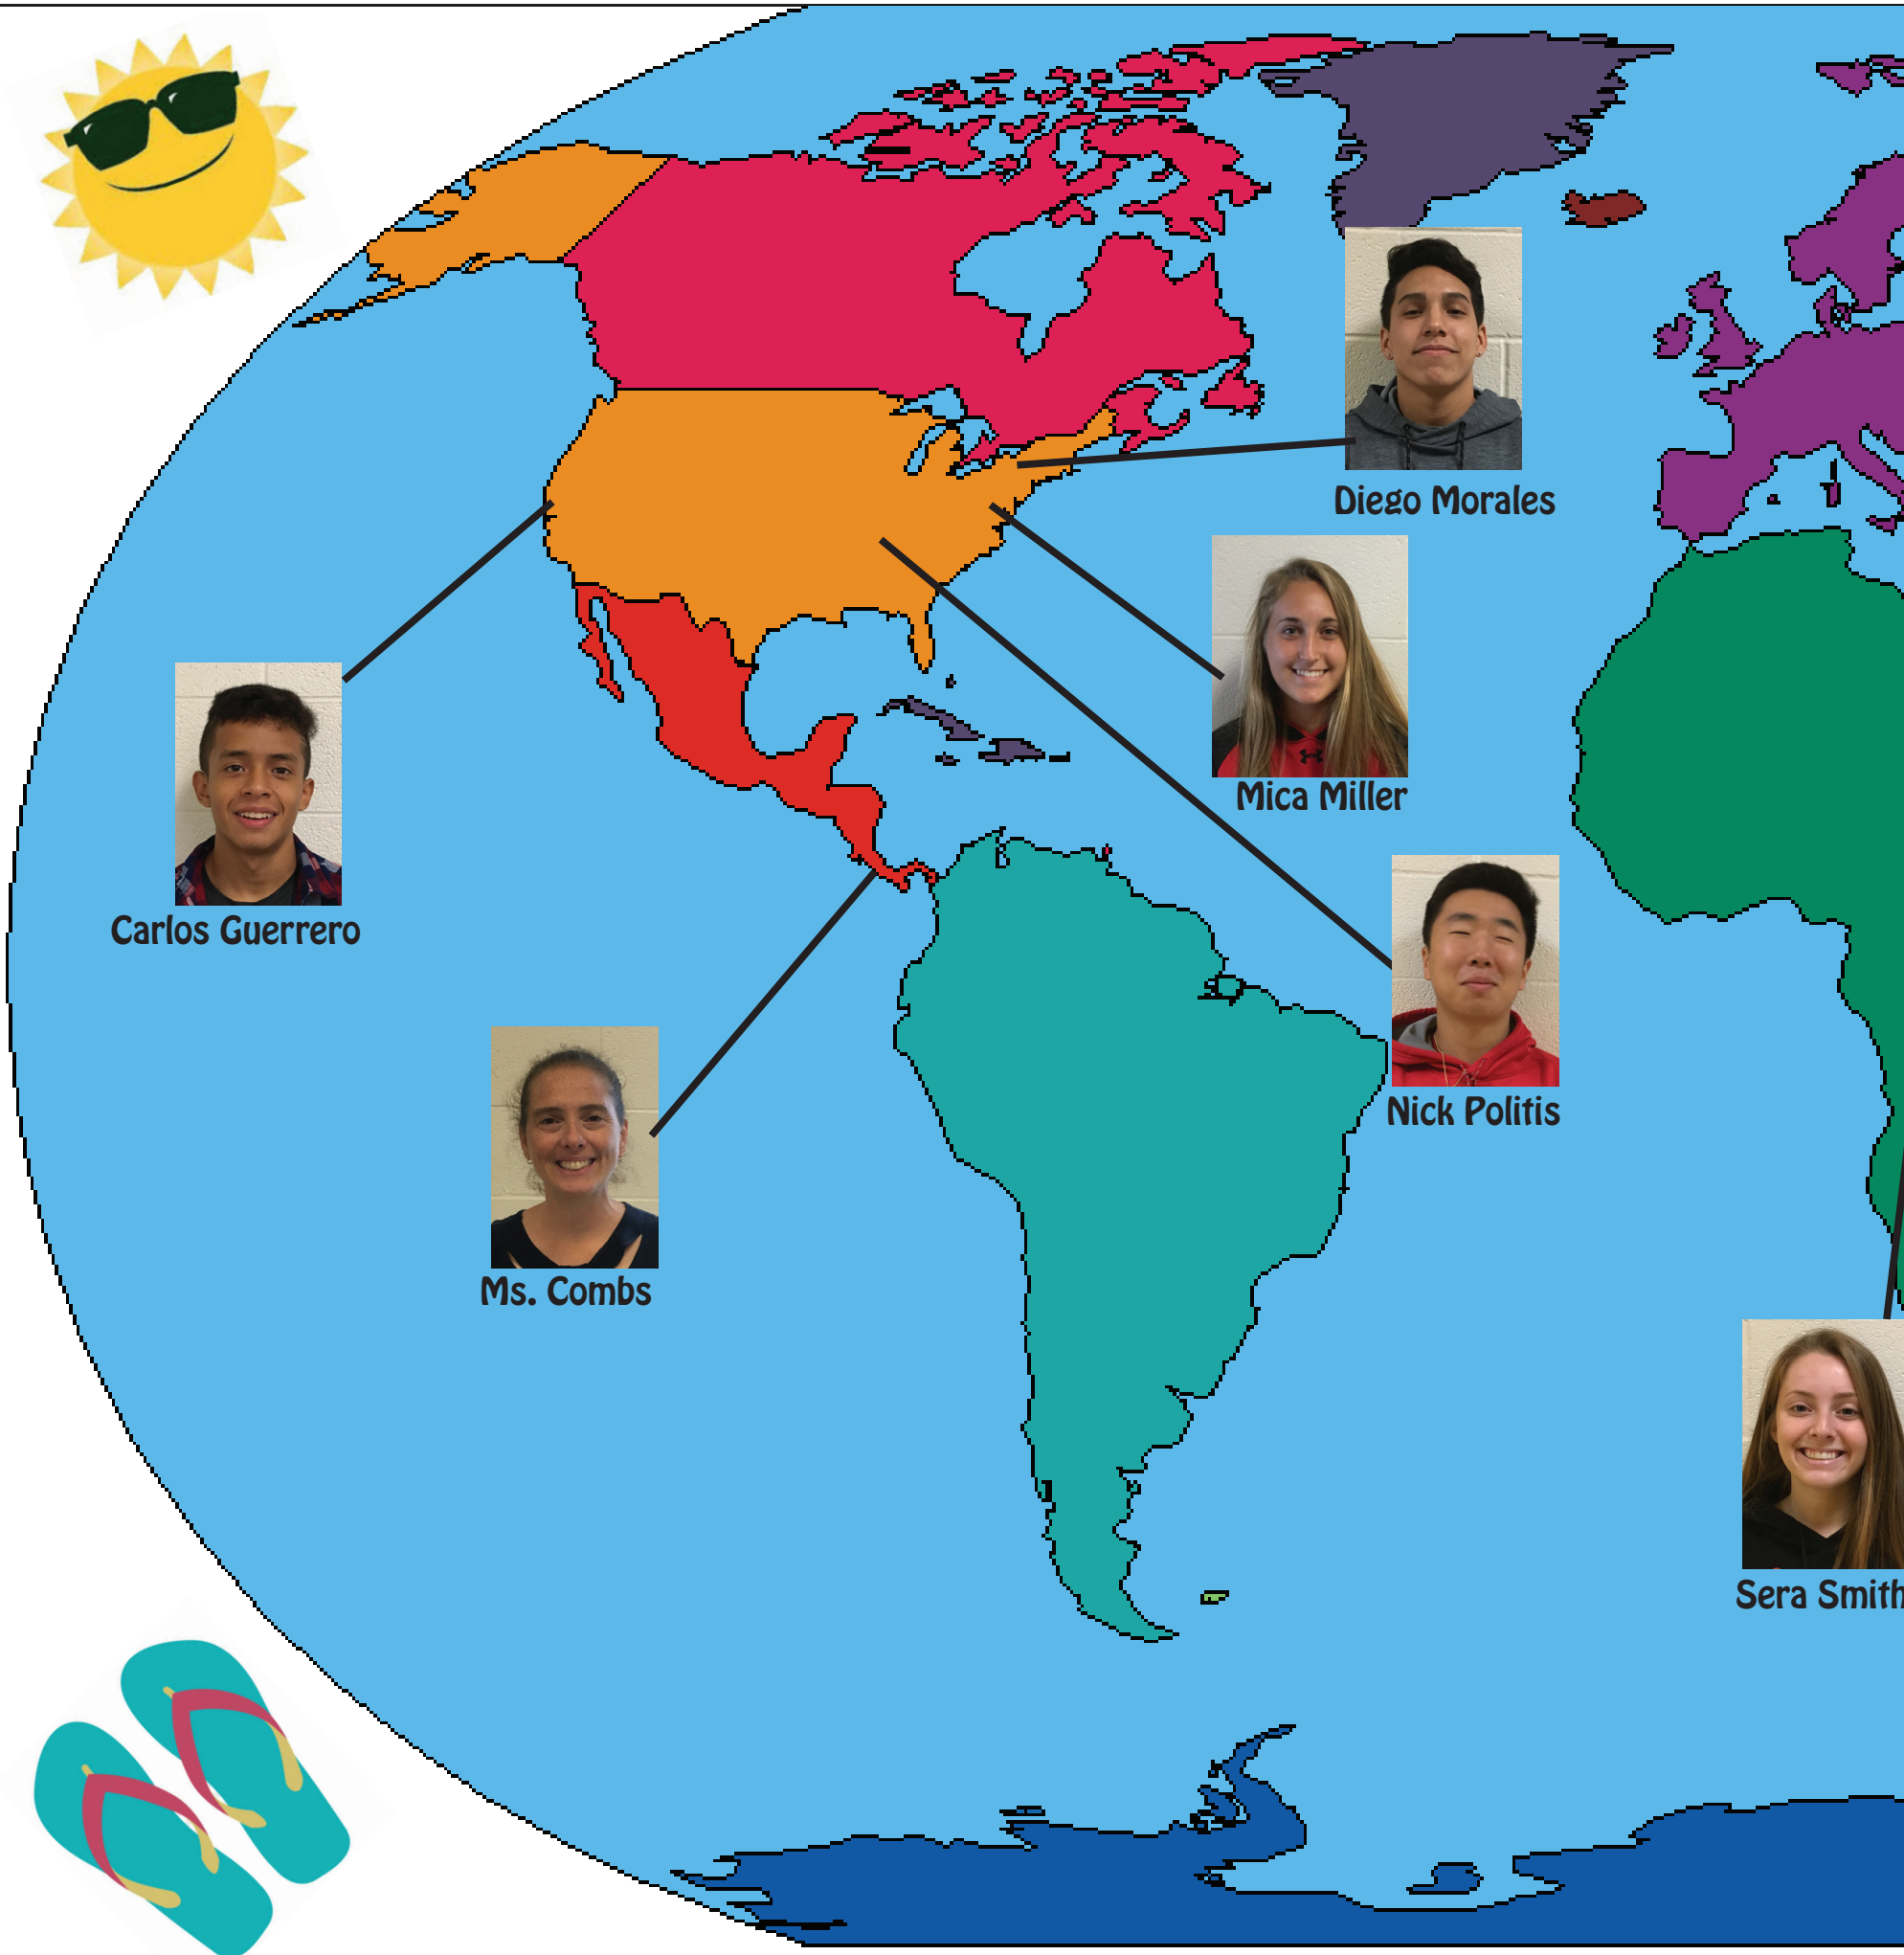 Diego Morales
Mica Miller
Carlos Guerrero
Nick Politis
Ms. Combs
Sera Smith